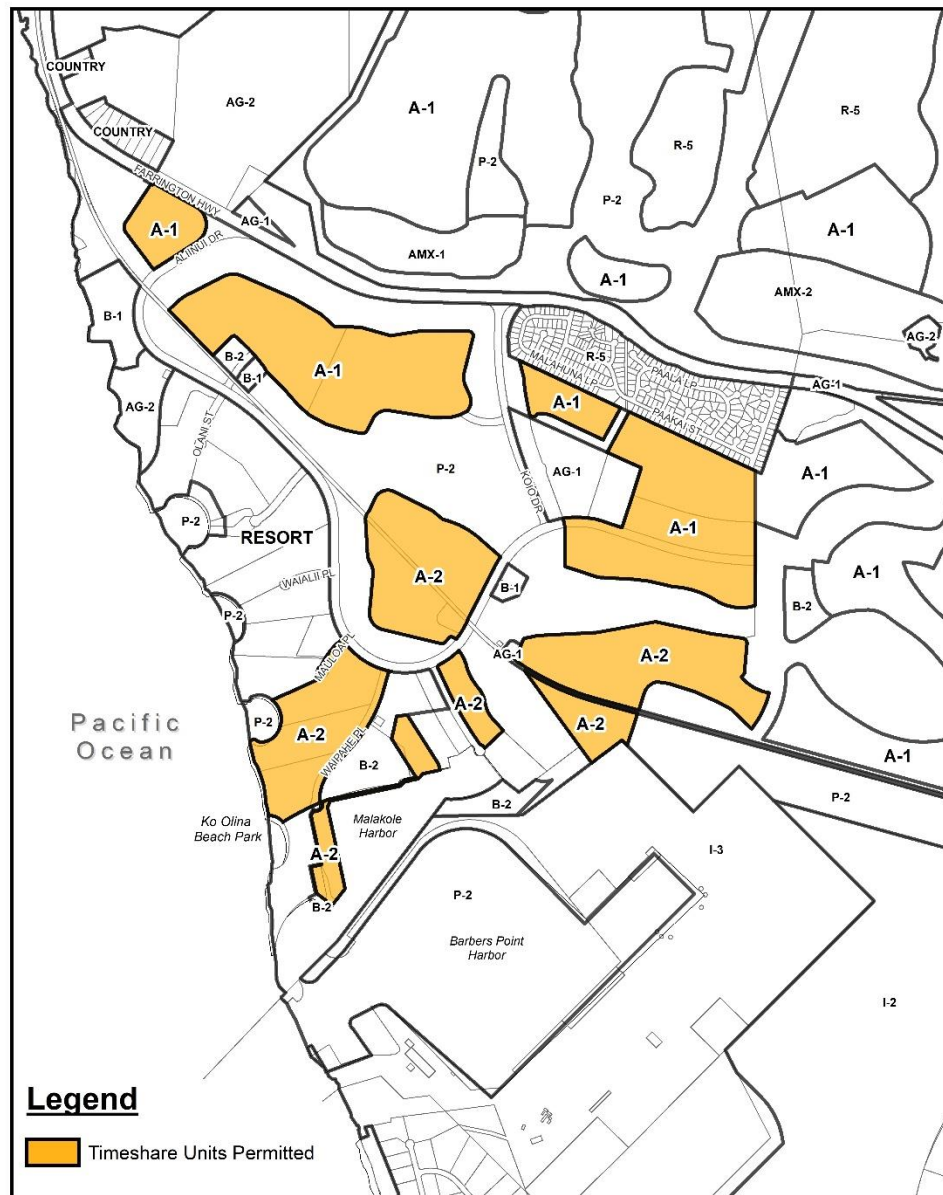 COUNTRY
AG-2
COUNTRY
A-1
P-2
R-5
R-5
P-2
FARRINGTON HWY
AG-1
A-1
ALIINUI DR
AMX-1
A-1
A-1
AMX-2
B-1
AG-2
B-2
B-1
A-1
R-5
MALAHUNA LP
PAALA LP
PAAKAI ST
AG-1
AG-2
OLANI ST
A-1
P-2
AG-1
KOIO DR
A-1
P-2
RESORT
A-1
WAIALII PL
A-2
B-1
A-1
B-2
P-2
MAULOA PL
AG-1
A-2
A-2
P-2
A-2
A-2
WAIPAHE PL
B-2
A-1
P-2
Pacific
Ocean
B-2
Ko Olina
Beach Park
Malakole
Harbor
A-2
B-2
I-3
P-2
Barbers Point
Harbor
I-2
Legend
Timeshare Units Permitted